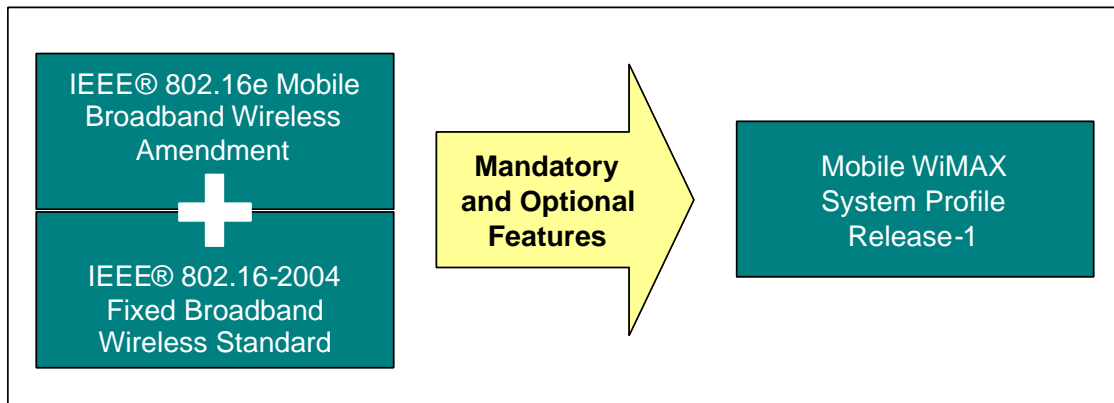 IEEE® 802.16e Mobile
Broadband Wireless
Amendment
IEEE® 802.16-2004
Fixed Broadband
Wireless Standard
Mandatory
and Optional
Features
Mobile WiMAX
System Profile
Release-1